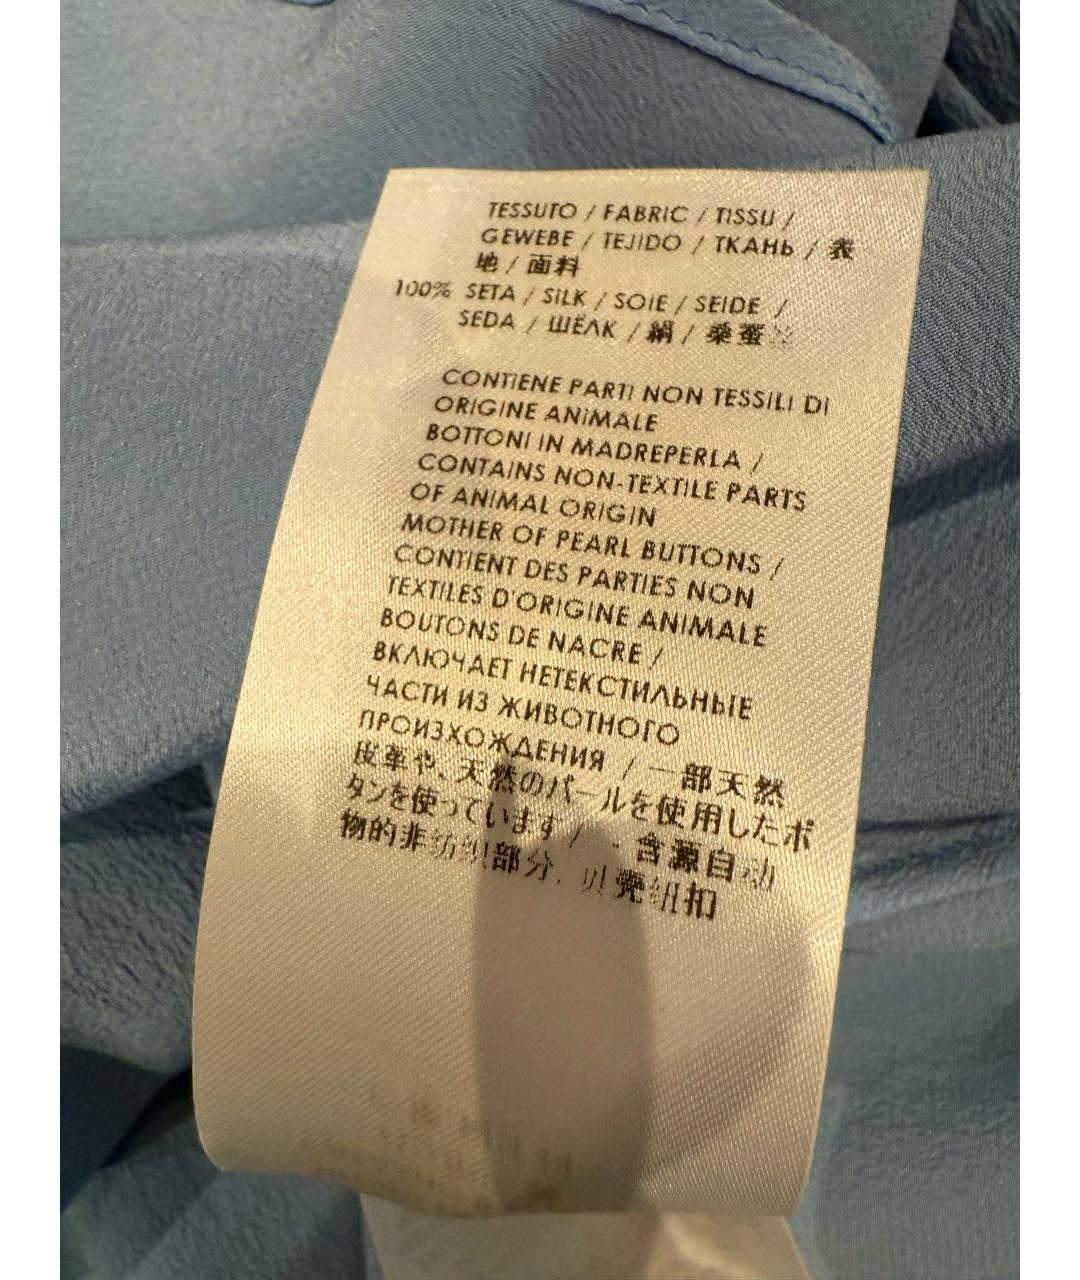 TESSUTO / FABRIC / TISSU /
GEWEBE / TEJIDO / ТКАНЬ / 表
地 / 面料
100% SETA / SILK / SOIE / SEIDE /
SEDA / ШЁЛК / 絹 / 桑蚕丝
CONTIENE PARTI NON TESSILI DI
ORIGINE ANIMALE
BOTTONI IN MADREPERLA /
CONTAINS NON-TEXTILE PARTS
OF ANIMAL ORIGIN
MOTHER OF PEARL BUTTONS /
CONTIENT DES PARTIES NON
TEXTILES D'ORIGINE ANIMALE
BOUTONS DE NACRE /
ВКЛЮЧАЕТ НЕТЕКСТИЛЬНЫЕ
ЧАСТИ ИЗ ЖИВОТНОГО
ПРОИЗХОЖДЕНИЯ / 一部天然
皮革や、天然のパールを使用したボ
タンを使っています / 含源自动
物的非纺织部分, 贝壳纽扣